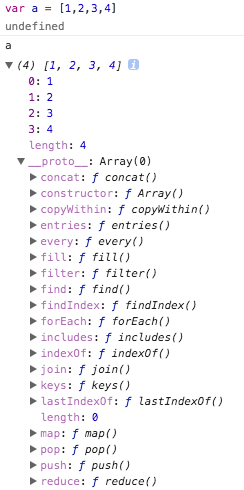 var a = [1,2,3,4]
undefined
a
▼ (4) [1, 2, 3, 4] i
0: 1
1: 2
2: 3
3: 4
length: 4
▼ __proto__: Array(0)
▶ concat: ƒ concat()
▶ constructor: ƒ Array()
▶ copyWithin: ƒ copyWithin()
▶ entries: ƒ entries()
▶ every: ƒ every()
▶ fill: ƒ fill()
▶ filter: ƒ filter()
▶ find: ƒ find()
▶ findIndex: ƒ findIndex()
▶ forEach: ƒ forEach()
▶ includes: ƒ includes()
▶ indexOf: ƒ indexOf()
▶ join: ƒ join()
▶ keys: ƒ keys()
▶ lastIndexOf: ƒ lastIndexOf()
length: 0
▶ map: ƒ map()
▶ pop: ƒ pop()
▶ push: ƒ push()
▶ reduce: ƒ reduce()